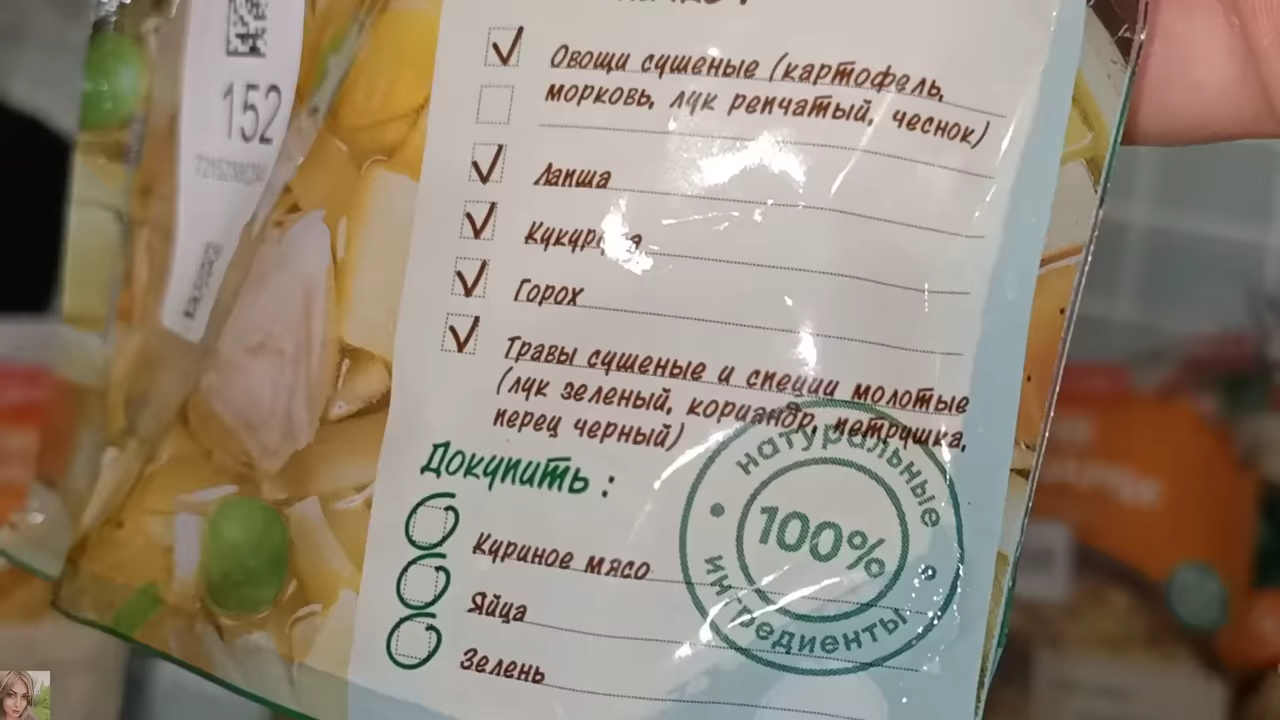 152
Овощи сушеные (картофель,
морковь, лук репчатый, чеснок)
Лапша
Горох
Травы сушеные и специи молотые
(лук зеленый, кориандр, петрушка,
перец черный)
Докупить :
Куриное мясо
Яйца
Зелень
натуральные
100%
ингредиенты